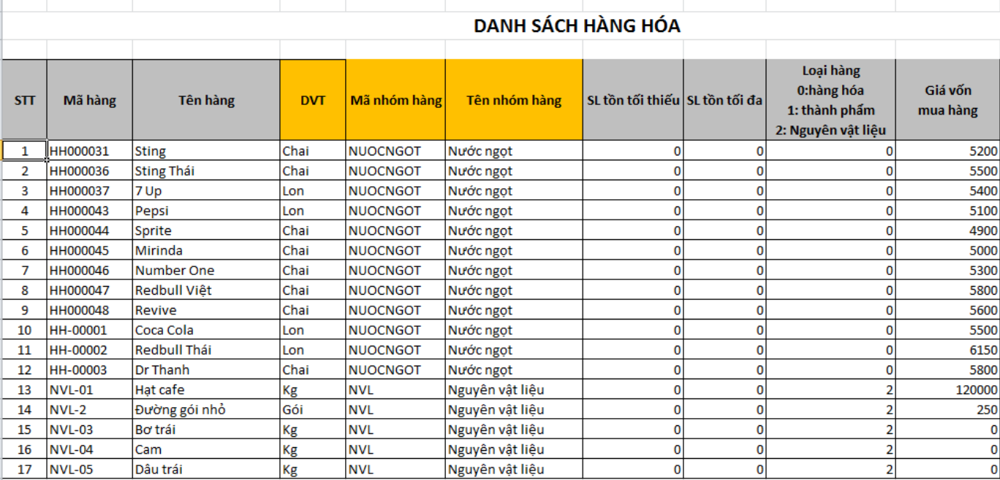 DANH SÁCH HÀNG HÓA
STT Mã hàng Tên hàng DVT Mã nhóm hàng Tên nhóm hàng SL tồn tối thiếu SL tồn tối đa Loại hàng 0:hàng hóa 1: thành phẩm 2: Nguyên vật liệu Giá vốn mua hàng
1 HH000031 Sting Chai NUOCNGOT Nước ngọt 0 0 0 5200
2 HH000036 Sting Thái Chai NUOCNGOT Nước ngọt 0 0 0 5500
3 HH000037 7 Up Lon NUOCNGOT Nước ngọt 0 0 0 5400
4 HH000043 Pepsi Lon NUOCNGOT Nước ngọt 0 0 0 5100
5 HH000044 Sprite Chai NUOCNGOT Nước ngọt 0 0 0 4900
6 HH000045 Mirinda Chai NUOCNGOT Nước ngọt 0 0 0 5000
7 HH000046 Number One Chai NUOCNGOT Nước ngọt 0 0 0 5300
8 HH000047 Redbull Việt Chai NUOCNGOT Nước ngọt 0 0 0 5800
9 HH000048 Revive Chai NUOCNGOT Nước ngọt 0 0 0 5600
10 HH-00001 Coca Cola Lon NUOCNGOT Nước ngọt 0 0 0 5500
11 HH-00002 Redbull Thái Lon NUOCNGOT Nước ngọt 0 0 0 6150
12 HH-00003 Dr Thanh Chai NUOCNGOT Nước ngọt 0 0 0 5800
13 NVL-01 Hạt cafe Kg NVL Nguyên vật liệu 0 0 2 120000
14 NVL-2 Đường gói nhỏ Gói NVL Nguyên vật liệu 0 0 2 250
15 NVL-03 Bơ trái Kg NVL Nguyên vật liệu 0 0 2 0
16 NVL-04 Cam Kg NVL Nguyên vật liệu 0 0 2 0
17 NVL-05 Dâu trái Kg NVL Nguyên vật liệu 0 0 2 0